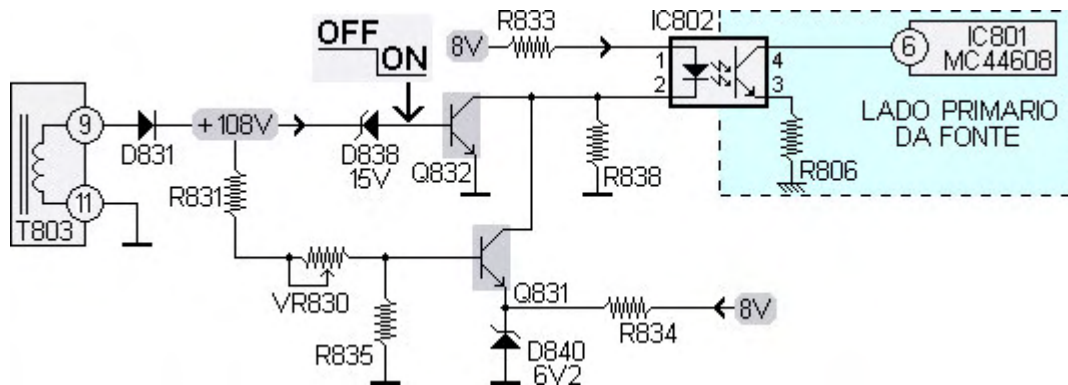 R833
IC802
OFF
ON
8V
1
2
4
3
6
IC801
MC44608
LADO PRIMARIO
DA FONTE
9
+108V
D831
D838
15V
Q832
R838
R806
R831
11
T803
VR830
Q831
R834
8V
R835
D840
6V2